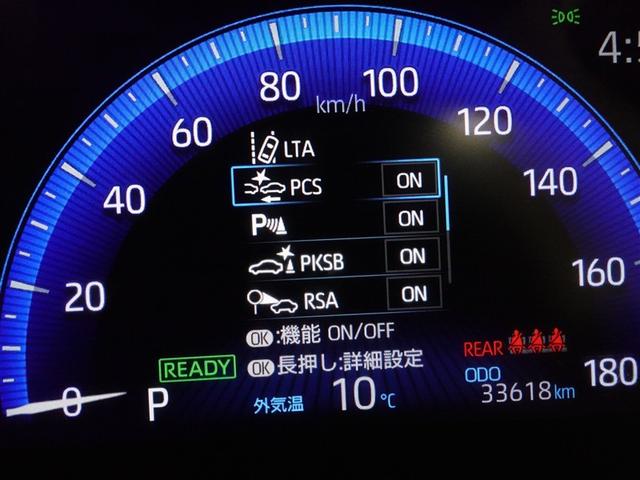 4:5
0
20
40
60
80
100
120
140
160
180
km/h
LTA
PCS ON
P ON
PKSB ON
RSA ON
OK:機能 ON/OFF
OK長押し:詳細設定
READY
REAR
P
外気温 10℃
ODO
33618km